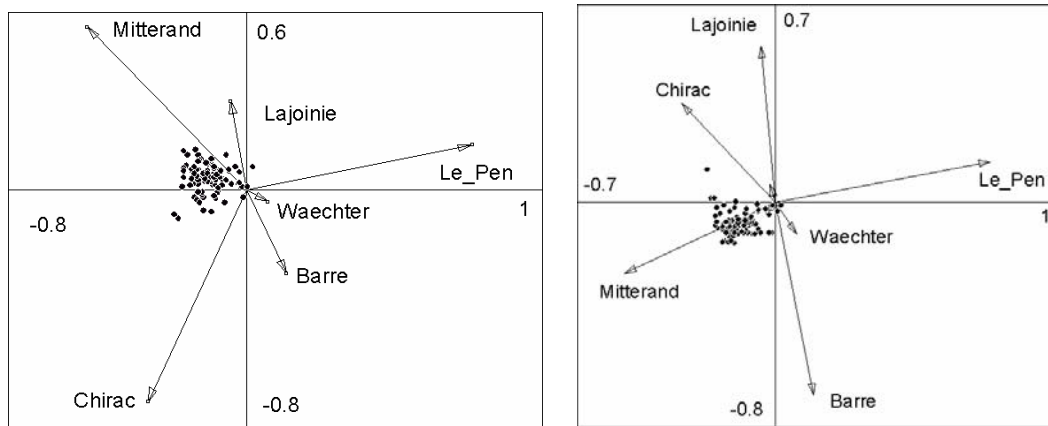 Mitterand
0.6
Lajoinie
Le_Pen
Waechter
-0.8
1
Barre
Chirac
-0.8
0.7
Lajoinie
Chirac
-0.7
Le_Pen
Waechter
1
Mitterand
Barre
-0.8